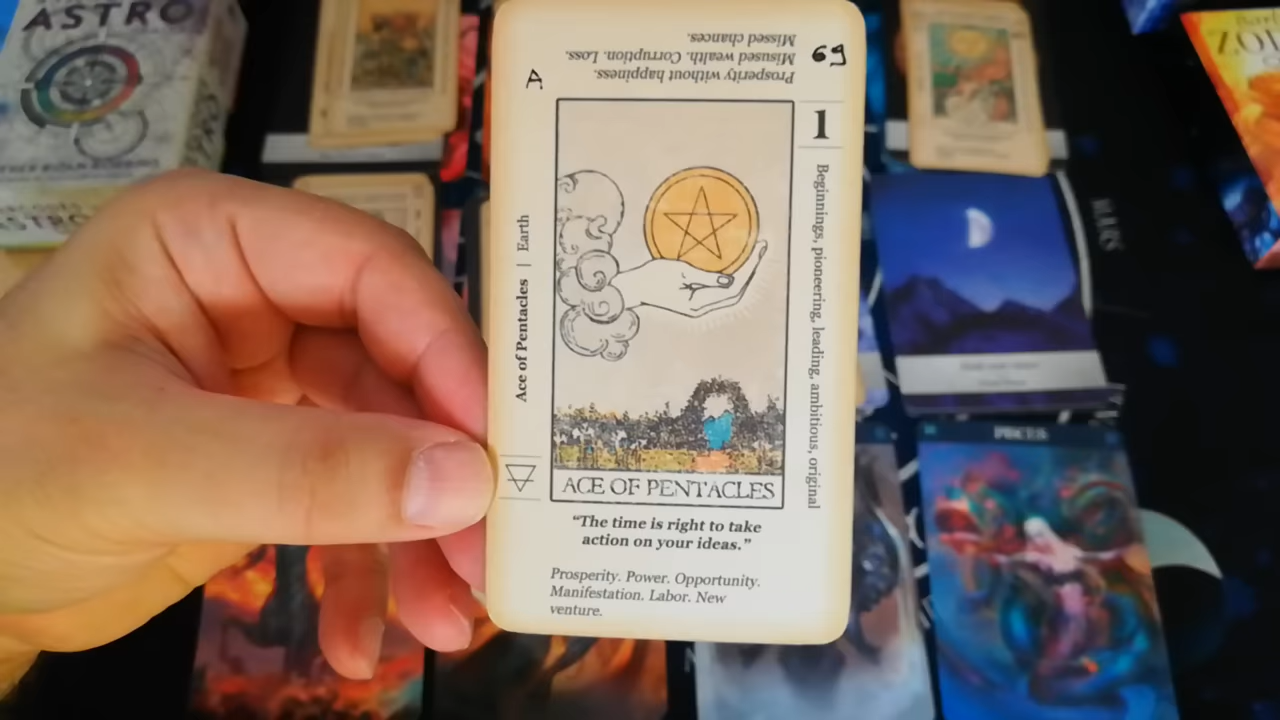 ASTRO
Prosperity without happiness.
Misused wealth. Corruption. Loss.
Missed chances.
A
69
1
Beginnings, pioneering, leading, ambitious, original
Ace of Pentacles | Earth
ACE OF PENTACLES
“The time is right to take
action on your ideas.”
Prosperity. Power. Opportunity.
Manifestation. Labor. New
venture.
PISCES